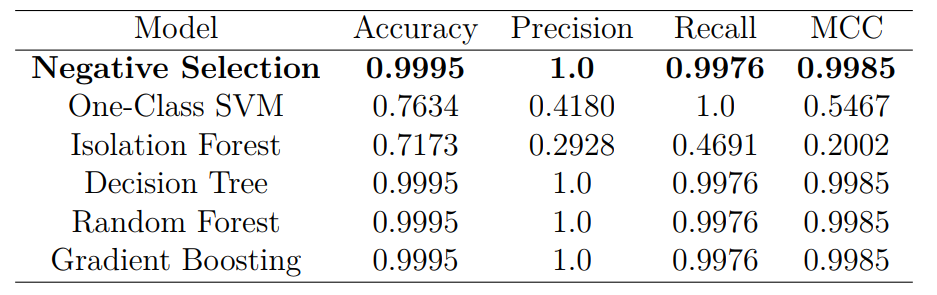 Model Accuracy Precision Recall MCC
Negative Selection 0.9995 1.0 0.9976 0.9985
One-Class SVM 0.7634 0.4180 1.0 0.5467
Isolation Forest 0.7173 0.2928 0.4691 0.2002
Decision Tree 0.9995 1.0 0.9976 0.9985
Random Forest 0.9995 1.0 0.9976 0.9985
Gradient Boosting 0.9995 1.0 0.9976 0.9985